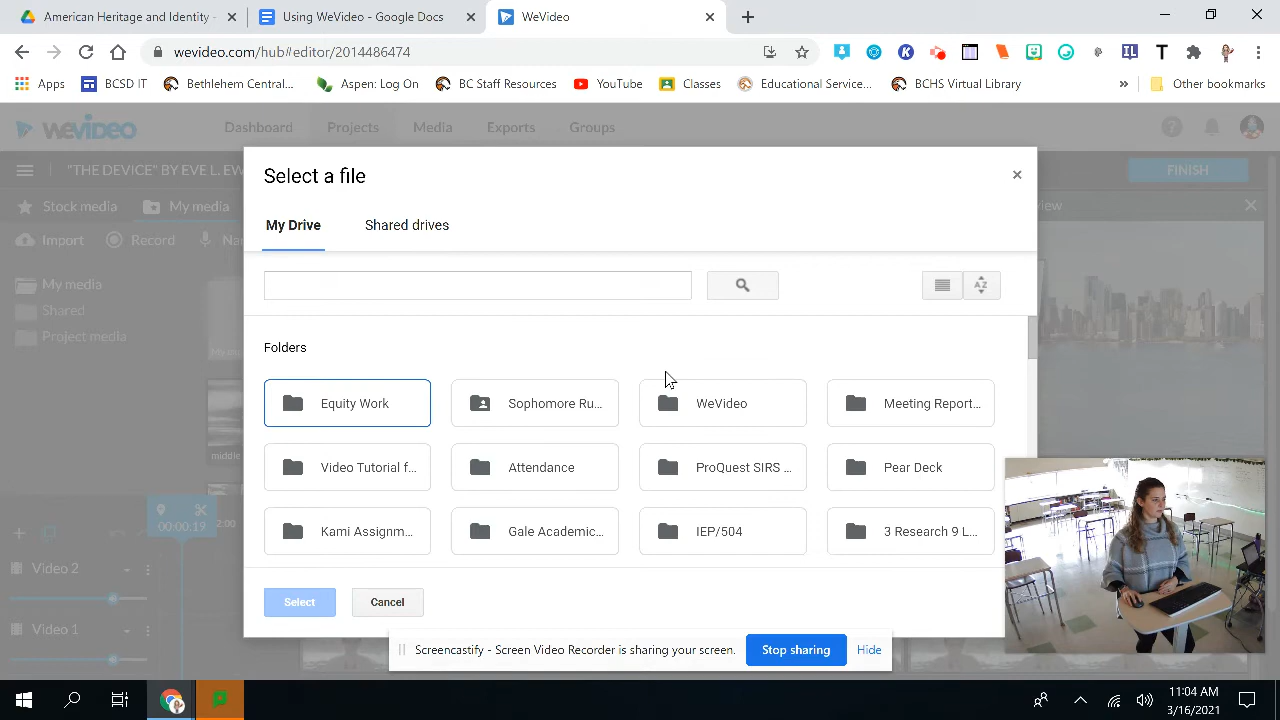 American Heritage and Identity -
Using WeVideo - Google Docs
WeVideo
wevideo.com/hub#editor/2014486474
Apps
BCSD IT
Bethlehem Central...
Aspen: Log On
BC Staff Resources
YouTube
Classes
Educational Service...
BCHS Virtual Library
Other bookmarks
WEVIDEO
Dashboard
Projects
Media
Exports
Groups
"THE DEVICE" BY EVE L. EW
FINISH
Stock media
My media
Import
Record
Na
My media
Shared
Project media
middle
Select a file
My Drive
Shared drives
Folders
Equity Work
Sophomore Ru...
WeVideo
Meeting Report...
Video Tutorial f...
Attendance
ProQuest SIRS ...
Pear Deck
Kami Assignm...
Gale Academic...
IEP/504
3 Research 9 L...
Select
Cancel
00:00:19
2:00
Video 2
Video 1
Screencastify - Screen Video Recorder is sharing your screen.
Stop sharing
Hide
11:04 AM
3/16/2021